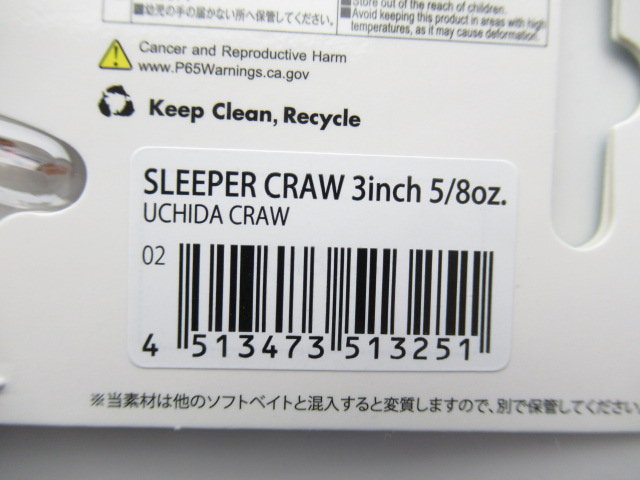 ■幼児の手の届かない所へ保管してください。
■Store out of the reach of children.
■Avoid keeping this product in areas with high
temperatures, as it may cause deformation.
Cancer and Reproductive Harm
www.P65Warnings.ca.gov
Keep Clean, Recycle
SLEEPER CRAW 3inch 5/8oz.
UCHIDA CRAW
02
4 513473 513251
※当素材は他のソフトベイトと混入すると変質しますので、別で保管してください